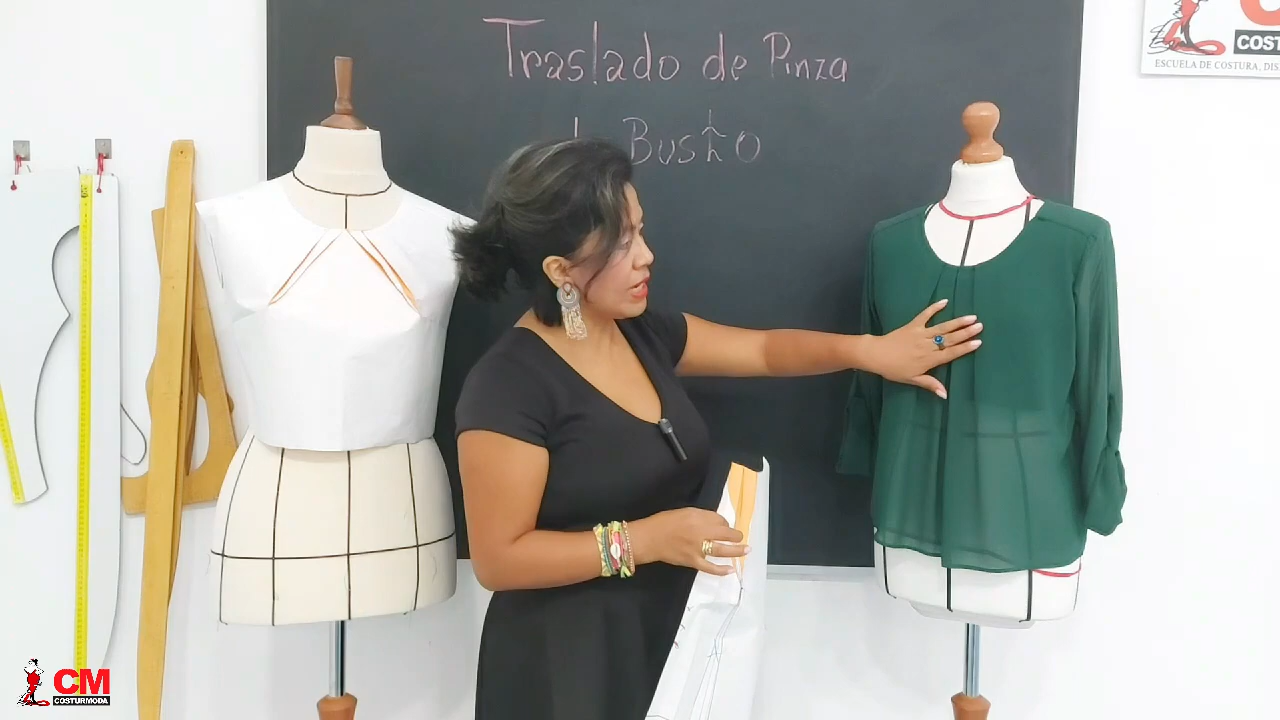 Traslado de Pinza
Busto
COST
ESCUELA DE COSTURA, DIS
CM
COSTURMODA